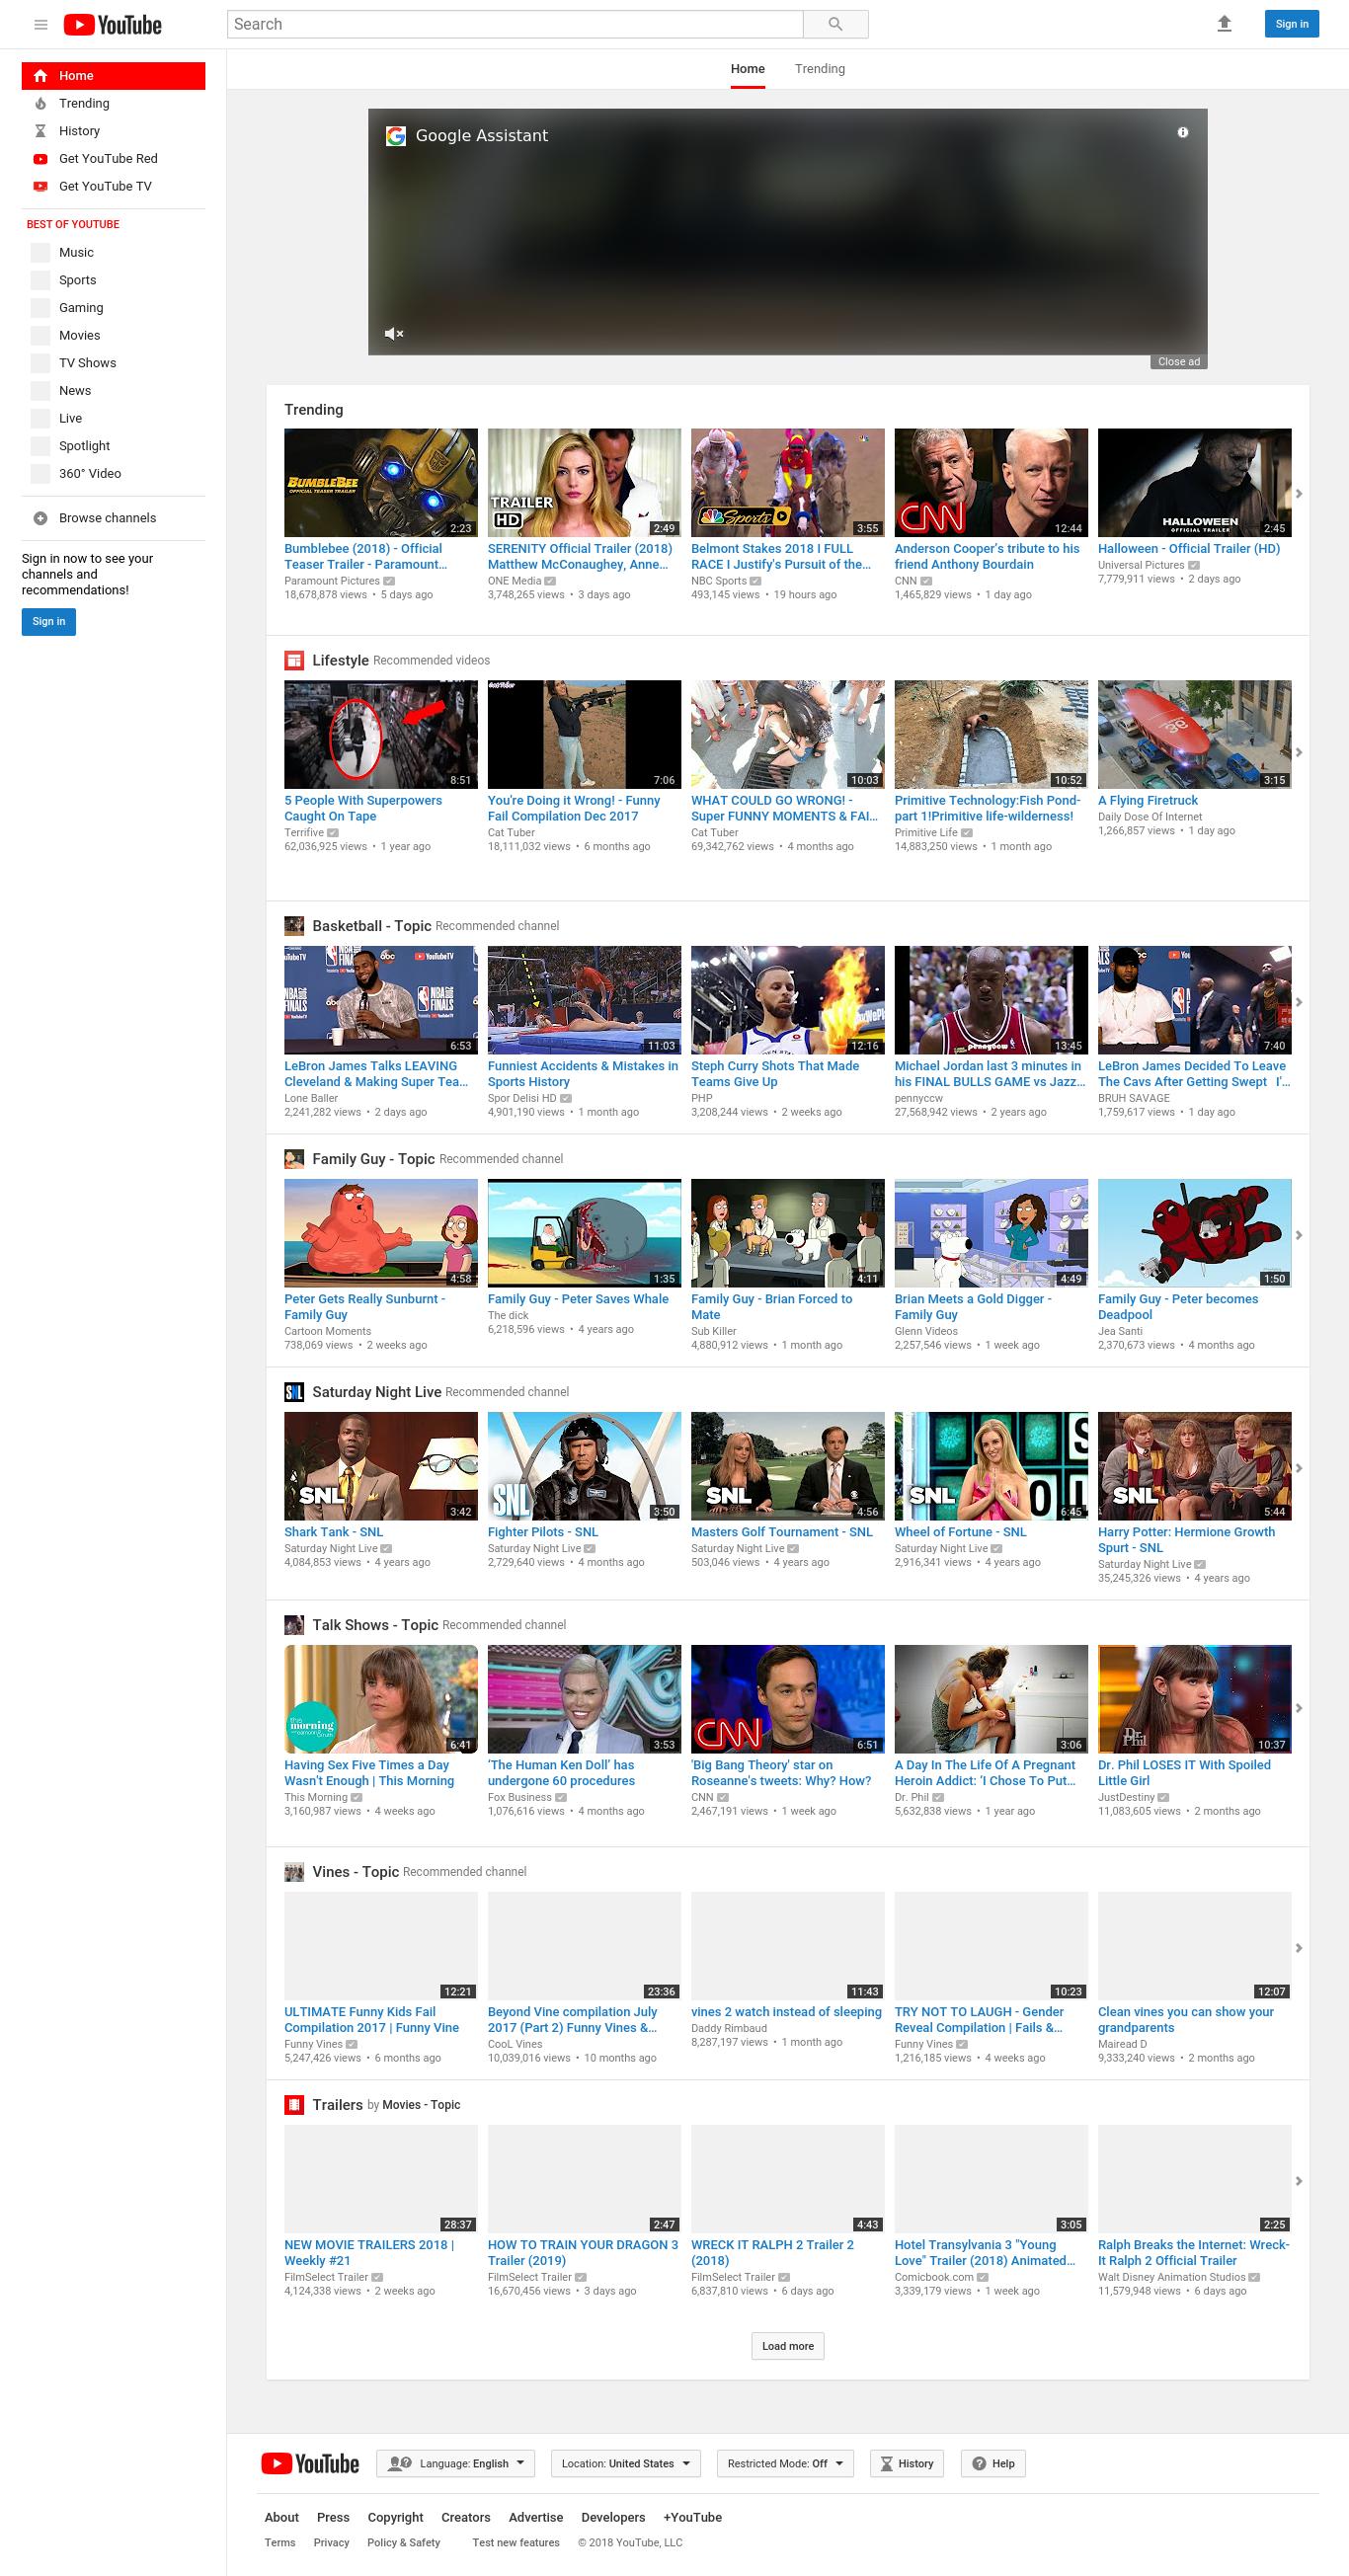 YouTube
Search
Sign in
Home
Trending
History
Get YouTube Red
Get YouTube TV
BEST OF YOUTUBE
Music
Sports
Gaming
Movies
TV Shows
News
Live
Spotlight
360° Video
Browse channels
Sign in now to see your
channels and
recommendations!
Sign in
Home Trending
Google Assistant
Close ad
Trending
BUMBLEBEE
OFFICIAL TEASER TRAILER
2:23
Bumblebee (2018) - Official
Teaser Trailer - Paramount...
Paramount Pictures
18,678,878 views • 5 days ago
TRAILER
HD
2:49
SERENITY Official Trailer (2018)
Matthew McConaughey, Anne...
ONE Media
3,748,265 views • 3 days ago
NBC Sports
3:55
Belmont Stakes 2018 I FULL
RACE I Justify's Pursuit of the...
NBC Sports
493,145 views • 19 hours ago
CNN
12:44
Anderson Cooper's tribute to his
friend Anthony Bourdain
CNN
1,465,829 views • 1 day ago
HALLOWEEN
OFFICIAL TRAILER
2:45
Halloween - Official Trailer (HD)
Universal Pictures
7,779,911 views • 2 days ago
Lifestyle Recommended videos
8:51
5 People With Superpowers
Caught On Tape
Terrifive
62,036,925 views • 1 year ago
Cat Tuber
7:06
You're Doing it Wrong! - Funny
Fail Compilation Dec 2017
Cat Tuber
18,111,032 views • 6 months ago
10:03
WHAT COULD GO WRONG! -
Super FUNNY MOMENTS & FAI...
Cat Tuber
69,342,762 views • 4 months ago
10:52
Primitive Technology:Fish Pond-
part 1!Primitive life-wilderness!
Primitive Life
14,883,250 views • 1 month ago
3:15
A Flying Firetruck
Daily Dose Of Internet
1,266,857 views • 1 day ago
Basketball - Topic Recommended channel
YouTubeTV
abc
YouTubeTV
NBA
FINALS
6:53
LeBron James Talks LEAVING
Cleveland & Making Super Tea...
Lone Baller
2,241,282 views • 2 days ago
11:03
Funniest Accidents & Mistakes in
Sports History
Spor Delisi HD
4,901,190 views • 1 month ago
12:16
Steph Curry Shots That Made
Teams Give Up
PHP
3,208,244 views • 2 weeks ago
pennyccw
13:45
Michael Jordan last 3 minutes in
his FINAL BULLS GAME vs Jazz...
pennyccw
27,568,942 views • 2 years ago
7:40
LeBron James Decided To Leave
The Cavs After Getting Swept I'...
BRUH SAVAGE
1,759,617 views • 1 day ago
Family Guy - Topic Recommended channel
4:58
Peter Gets Really Sunburnt -
Family Guy
Cartoon Moments
738,069 views • 2 weeks ago
1:35
Family Guy - Peter Saves Whale
The dick
6,218,596 views • 4 years ago
4:11
Family Guy - Brian Forced to
Mate
Sub Killer
4,880,912 views • 1 month ago
4:49
Brian Meets a Gold Digger -
Family Guy
Glenn Videos
2,257,546 views • 1 week ago
1:50
Family Guy - Peter becomes
Deadpool
Jea Santi
2,370,673 views • 4 months ago
SNL
Saturday Night Live Recommended channel
SNL
3:42
Shark Tank - SNL
Saturday Night Live
4,084,853 views • 4 years ago
SNL
3:50
Fighter Pilots - SNL
Saturday Night Live
2,729,640 views • 4 months ago
SNL
4:56
Masters Golf Tournament - SNL
Saturday Night Live
503,046 views • 4 years ago
SNL
6:45
Wheel of Fortune - SNL
Saturday Night Live
2,916,341 views • 4 years ago
SNL
5:44
Harry Potter: Hermione Growth
Spurt - SNL
Saturday Night Live
35,245,326 views • 4 years ago
Talk Shows - Topic Recommended channel
this
morning
6:41
Having Sex Five Times a Day
Wasn't Enough | This Morning
This Morning
3,160,987 views • 4 weeks ago
3:53
‘The Human Ken Doll’ has
undergone 60 procedures
Fox Business
1,076,616 views • 4 months ago
CNN
6:51
'Big Bang Theory' star on
Roseanne's tweets: Why? How?
CNN
2,467,191 views • 1 week ago
3:06
A Day In The Life Of A Pregnant
Heroin Addict: 'I Chose To Put...
Dr. Phil
5,632,838 views • 1 year ago
Dr. Phil
10:37
Dr. Phil LOSES IT With Spoiled
Little Girl
JustDestiny
11,083,605 views • 2 months ago
Vines - Topic Recommended channel
12:21
ULTIMATE Funny Kids Fail
Compilation 2017 | Funny Vine
Funny Vines
5,247,426 views • 6 months ago
23:36
Beyond Vine compilation July
2017 (Part 2) Funny Vines &...
CooL Vines
10,039,016 views • 10 months ago
11:43
vines 2 watch instead of sleeping
Daddy Rimbaud
8,287,197 views • 1 month ago
10:23
TRY NOT TO LAUGH - Gender
Reveal Compilation | Fails &...
Funny Vines
1,216,185 views • 4 weeks ago
12:07
Clean vines you can show your
grandparents
Mairead D
9,333,240 views • 2 months ago
Trailers by Movies - Topic
28:37
NEW MOVIE TRAILERS 2018 |
Weekly #21
FilmSelect Trailer
4,124,338 views • 2 weeks ago
2:47
HOW TO TRAIN YOUR DRAGON 3
Trailer (2019)
FilmSelect Trailer
16,670,456 views • 3 days ago
4:43
WRECK IT RALPH 2 Trailer 2
(2018)
FilmSelect Trailer
6,837,810 views • 6 days ago
3:05
Hotel Transylvania 3 "Young
Love" Trailer (2018) Animated...
Comicbook.com
3,339,179 views • 1 week ago
2:25
Ralph Breaks the Internet: Wreck-
It Ralph 2 Official Trailer
Walt Disney Animation Studios
11,579,948 views • 6 days ago
Load more
YouTube Language: English Location: United States Restricted Mode: Off History Help
About Press Copyright Creators Advertise Developers +YouTube
Terms Privacy Policy & Safety Test new features © 2018 YouTube, LLC